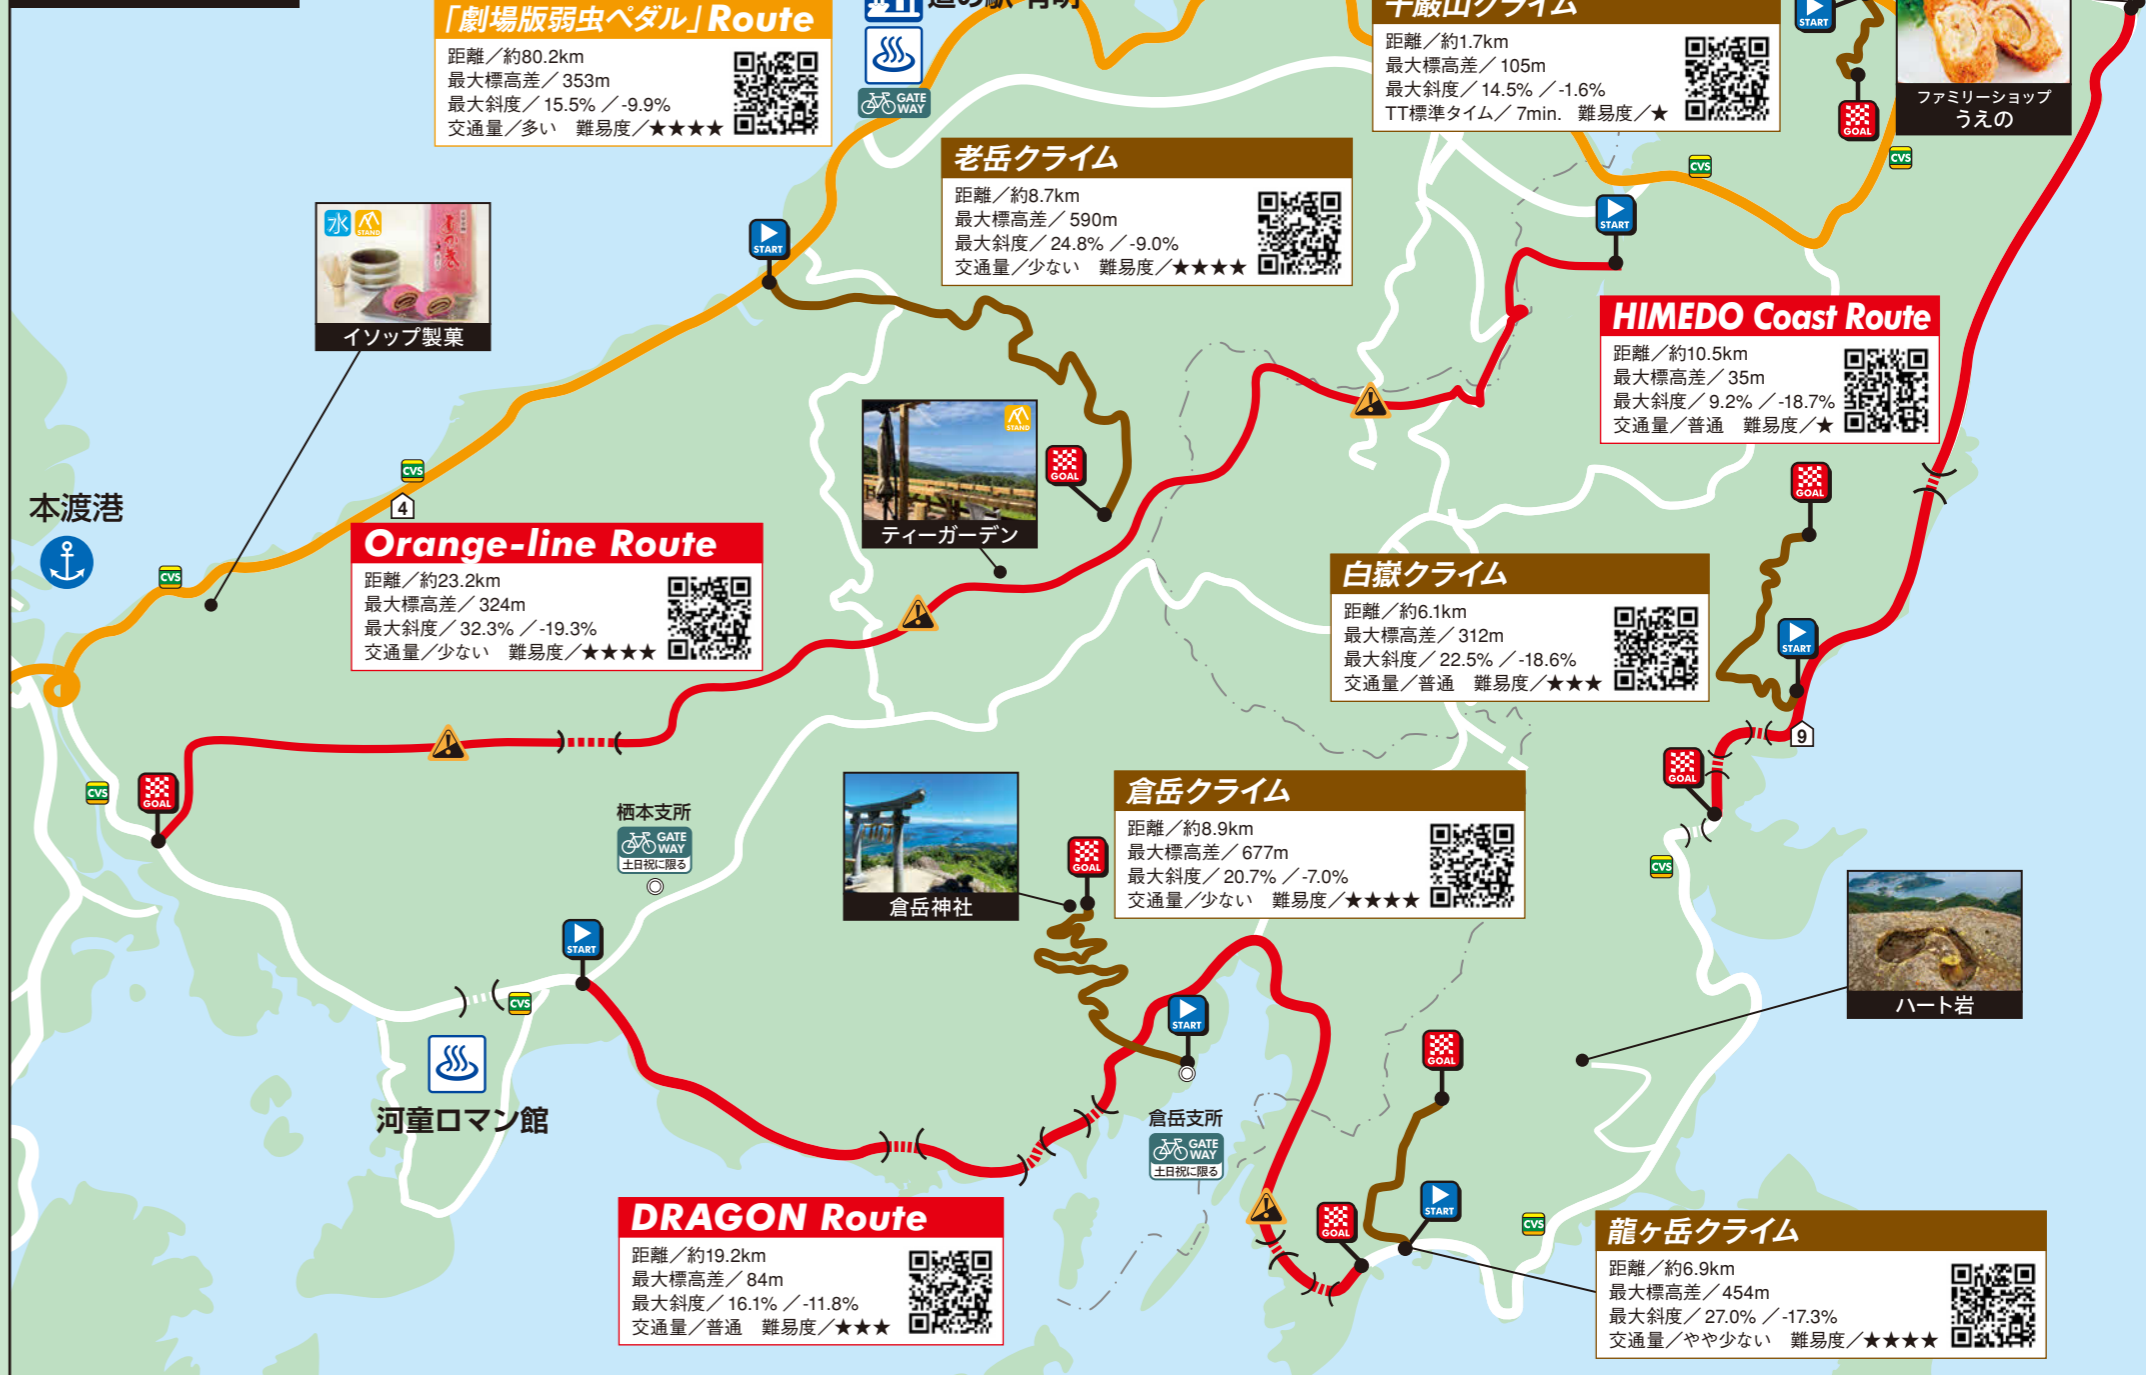 「劇場版弱虫ペダル」Route
距離／約80.2km
最大標高差／353m
最大斜度／15.5%／-9.9%
交通量／多い　難易度／★★★★
GATE
WAY
千巌山クライム
距離／約1.7km
最大標高差／105m
最大斜度／14.5%／-1.6%
TT標準タイム／7min.　難易度／★
START
GOAL
ファミリーショップ
うえの
CVS
CVS
老岳クライム
距離／約8.7km
最大標高差／590m
最大斜度／24.8%／-9.0%
交通量／少ない　難易度／★★★★
START
START
水
STAND
イソップ製菓
HIMEDO Coast Route
距離／約10.5km
最大標高差／35m
最大斜度／9.2%／-18.7%
交通量／普通　難易度／★
STAND
ティーガーデン
GOAL
GOAL
CVS
4
本渡港
CVS
Orange-line Route
距離／約23.2km
最大標高差／324m
最大斜度／32.3%／-19.3%
交通量／少ない　難易度／★★★★
白嶽クライム
距離／約6.1km
最大標高差／312m
最大斜度／22.5%／-18.6%
交通量／普通　難易度／★★★
START
9
GOAL
GOAL
CVS
栖本支所
GATE
WAY
土日祝に限る
倉岳神社
GOAL
倉岳クライム
距離／約8.9km
最大標高差／677m
最大斜度／20.7%／-7.0%
交通量／少ない　難易度／★★★★
CVS
ハート岩
START
CVS
START
GOAL
河童ロマン館
倉岳支所
GATE
WAY
土日祝に限る
START
GOAL
CVS
DRAGON Route
距離／約19.2km
最大標高差／84m
最大斜度／16.1%／-11.8%
交通量／普通　難易度／★★★
龍ヶ岳クライム
距離／約6.9km
最大標高差／454m
最大斜度／27.0%／-17.3%
交通量／やや少ない　難易度／★★★★